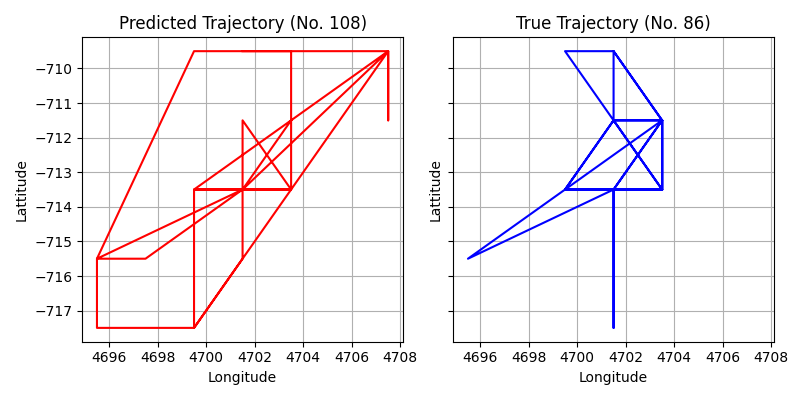 Predicted Trajectory (No. 108)
−710
−711
−712
−713
−714
−715
−716
−717
Lattitude
4696 4698 4700 4702 4704 4706 4708
Longitude
True Trajectory (No. 86)
Lattitude
4696 4698 4700 4702 4704 4706 4708
Longitude